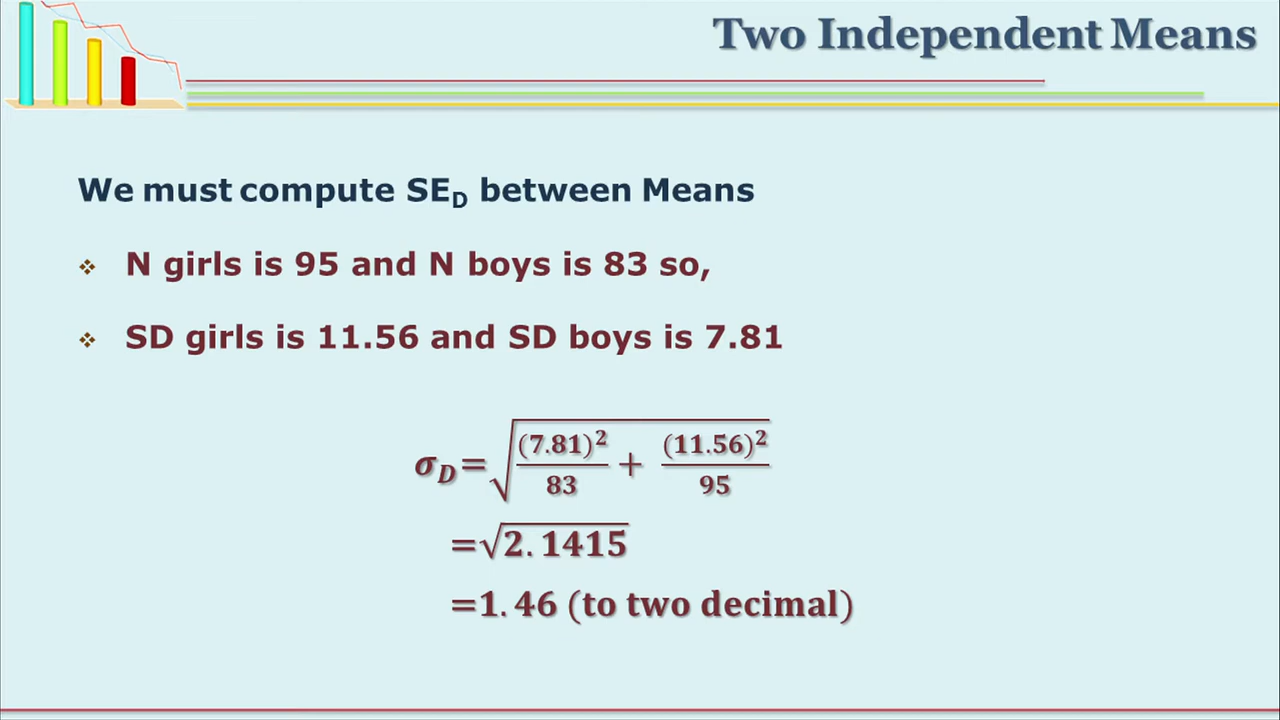 Two Independent Means
We must compute SE_D between Means
❖ N girls is 95 and N boys is 83 so,
❖ SD girls is 11.56 and SD boys is 7.81
σ_D=√((7.81)²/83 + (11.56)²/95)
=√2.1415
=1.46 (to two decimal)